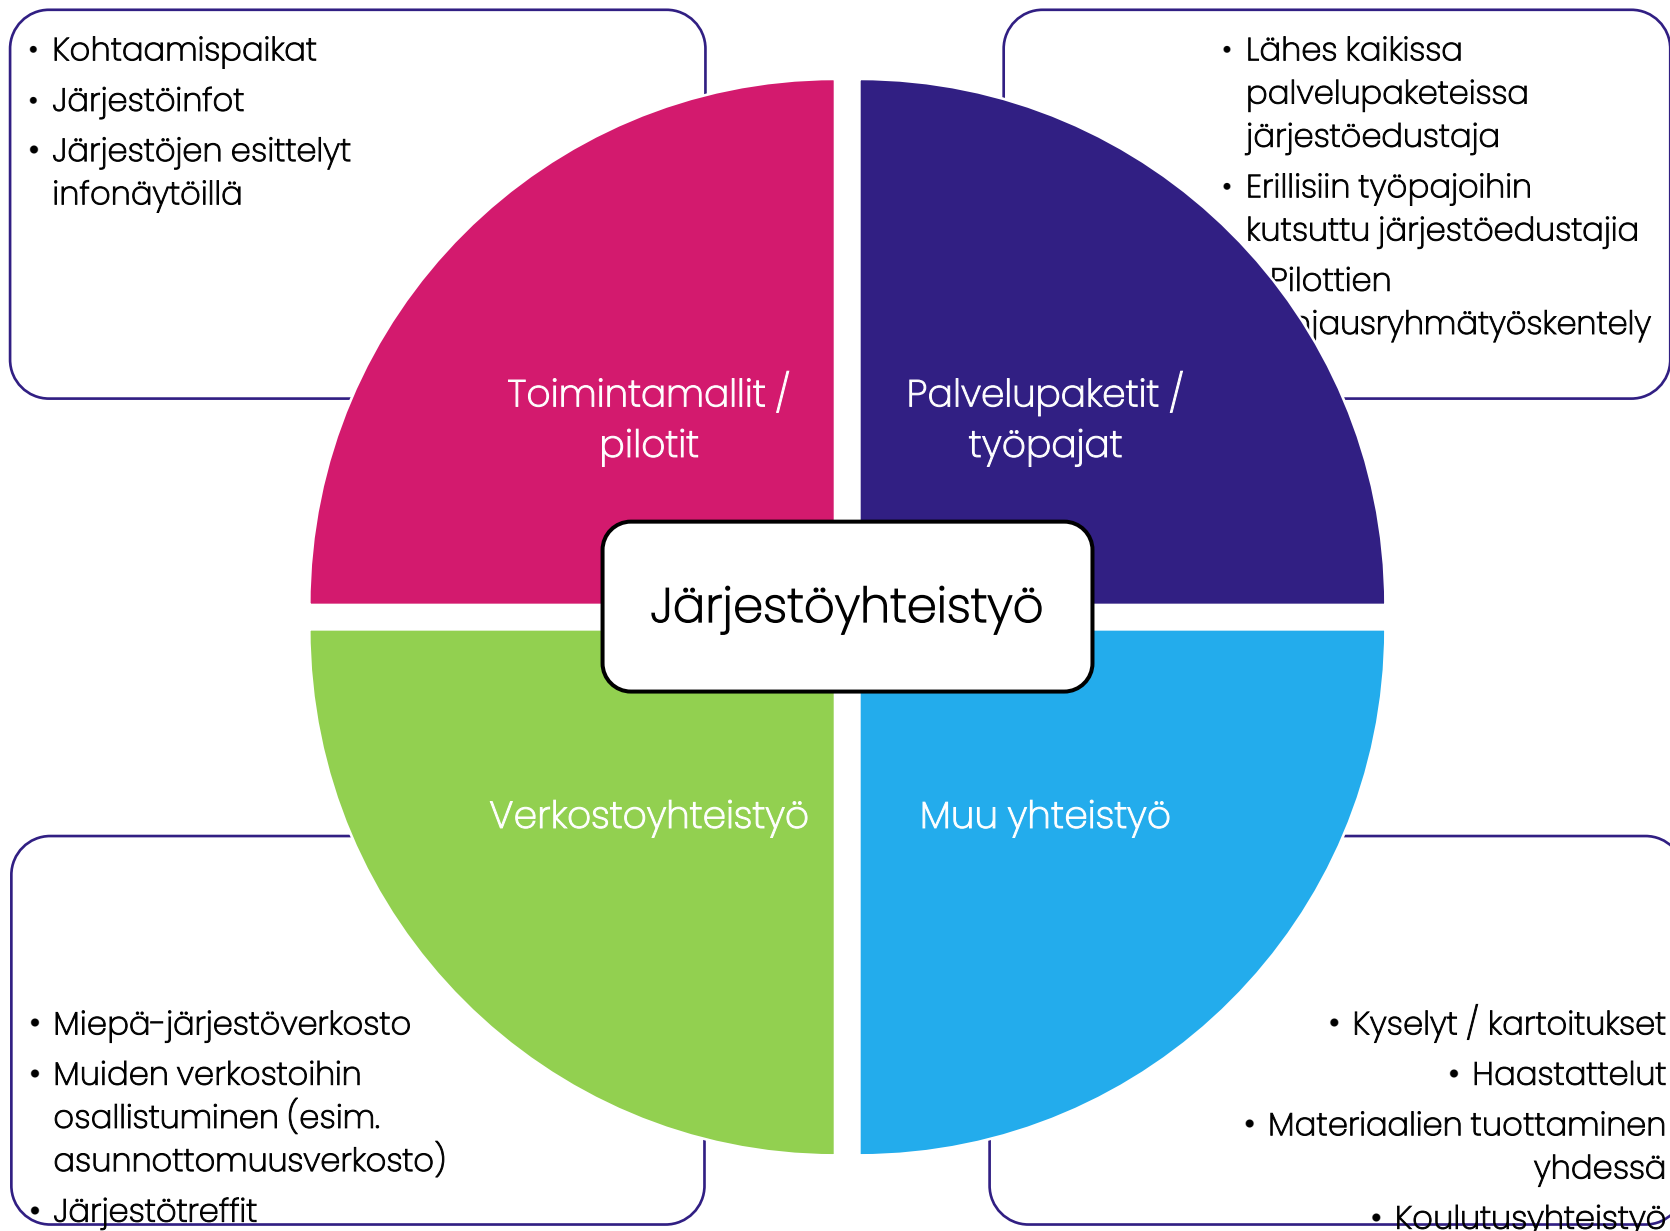 • Kohtaamispaikat
• Järjestöinfot
• Järjestöjen esittelyt
infonäytöillä
• Lähes kaikissa
palvelupaketeissa
järjestöedustaja
• Erillisiin työpajoihin
kutsuttu järjestöedustajia
Pilottien
Toimintamallit /
pilotit
Palvelupaketit /
työpajat
Järjestöyhteistyö
Verkostoyhteistyö
Muu yhteistyö
• Miepä-järjestöverkosto
• Muiden verkostoihin
osallistuminen (esim.
asunnottomuusverkosto)
• Järjestötreffit
• Kyselyt / kartoitukset
• Haastattelut
• Materiaalien tuottaminen
yhdessä
• Koulutusyhteistyö